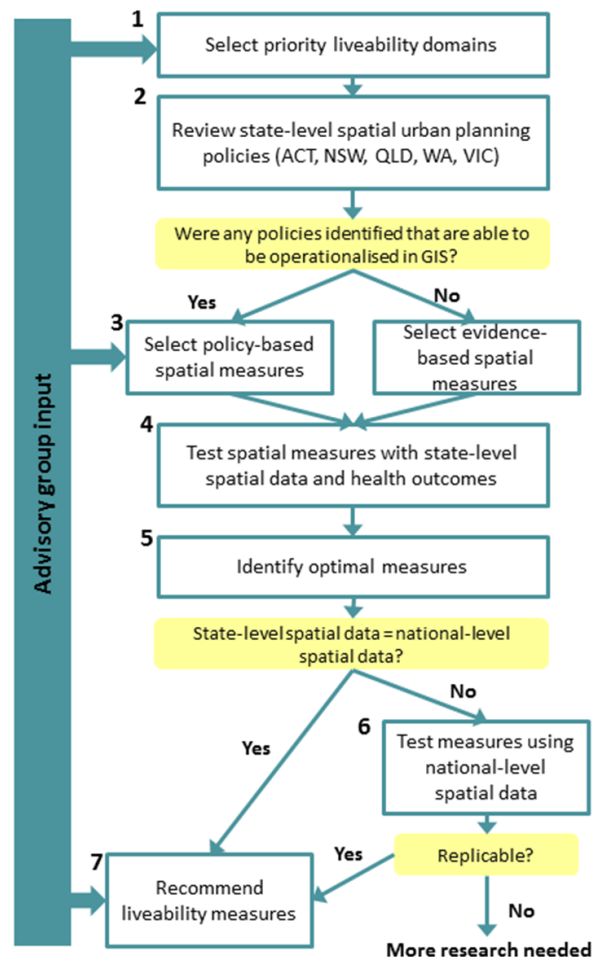 Advisory group input
1
Select priority liveability domains
2
Review state-level spatial urban planning
policies (ACT, NSW, QLD, WA, VIC)
Were any policies identified that are able to
be operationalised in GIS?
Yes
No
3
Select policy-based
spatial measures
Select evidence-
based spatial
measures
4
Test spatial measures with state-level
spatial data and health outcomes
5
Identify optimal measures
State-level spatial data = national-level
spatial data?
Yes
No
6
Test measures using
national-level
spatial data
Replicable?
Yes
No
7
Recommend
liveability measures
More research needed